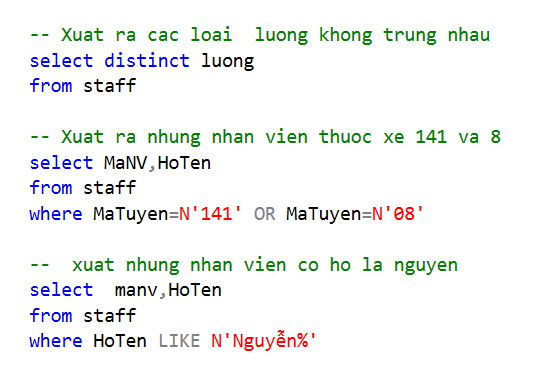 -- Xuat ra cac loai  luong khong trung nhau
select distinct luong
from staff
-- Xuat ra nhung nhan vien thuoc xe 141 va 8
select MaNV,HoTen
from staff
where MaTuyen=N'141' OR MaTuyen=N'08'
--  xuat nhung nhan vien co ho la nguyen
select  manv,HoTen
from staff
where HoTen LIKE N'Nguyễn%'